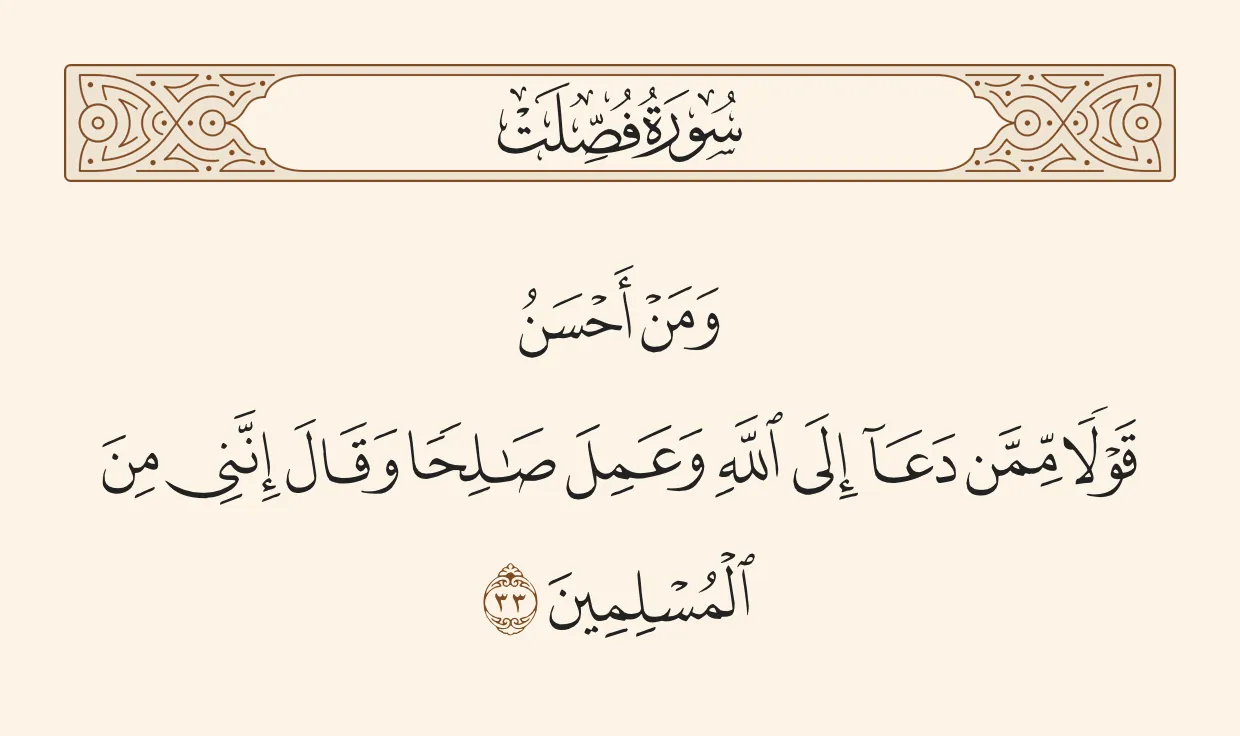 سُورَةُ فُصِّلَتْ
وَمَنْ أَحْسَنُ
قَوْلًا مِّمَّن دَعَآ إِلَى ٱللَّهِ وَعَمِلَ صَـٰلِحًا وَقَالَ إِنَّنِى مِنَ
ٱلْمُسْلِمِينَ ٣٣